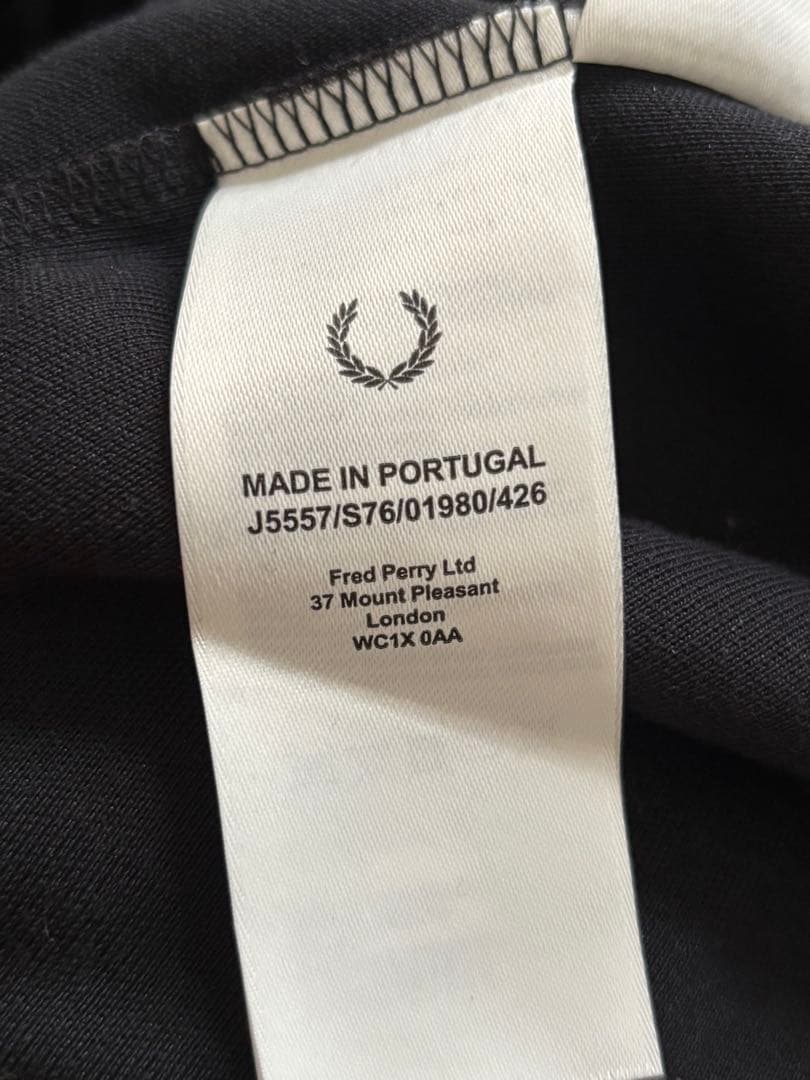 MADE IN PORTUGAL
J5557/S76/01980/426
Fred Perry Ltd
37 Mount Pleasant
London
WC1X 0AA